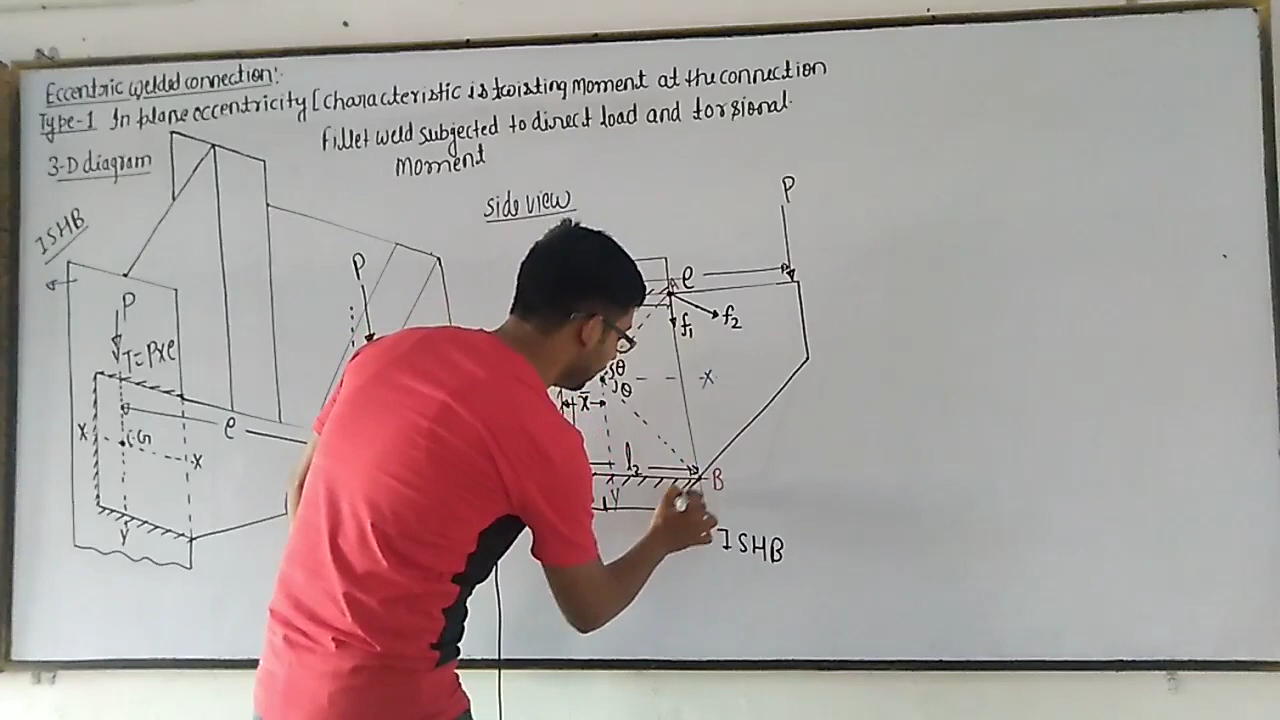 Eccentric welded connection:
Type-1 In plane eccentricity [characteristic is twisting Moment at the connection
Fillet weld subjected to direct load and torsional
Moment
3-D diagram
side view
ISHB
P
P
P
T=P×e
e
e
A
f1
f2
θ
θ
X
x̄
X
CG
X
e
l2
B
Y
Y
ISHB